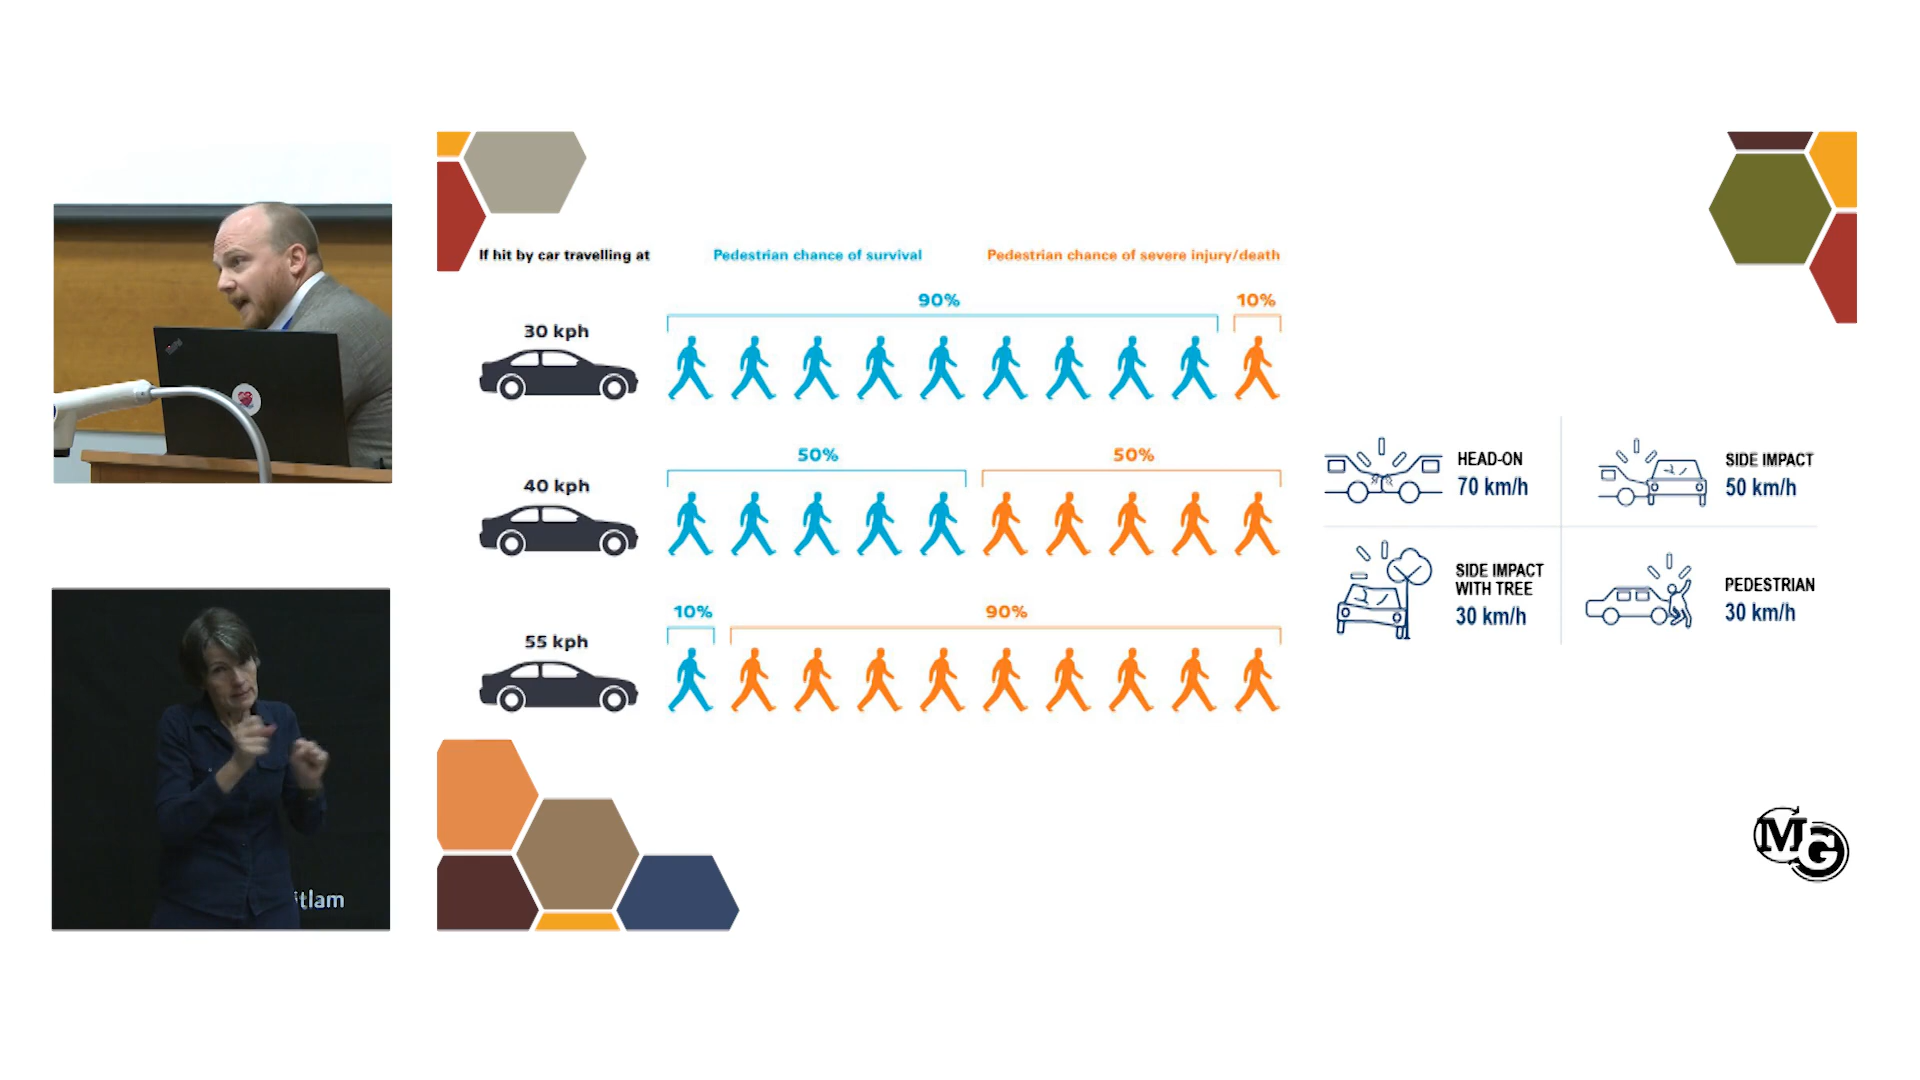 If hit by car travelling at
Pedestrian chance of survival
Pedestrian chance of severe injury/death
30 kph
90%
10%
40 kph
50%
50%
55 kph
10%
90%
HEAD-ON
70 km/h
SIDE IMPACT
50 km/h
SIDE IMPACT
WITH TREE
30 km/h
PEDESTRIAN
30 km/h
MG
itlam